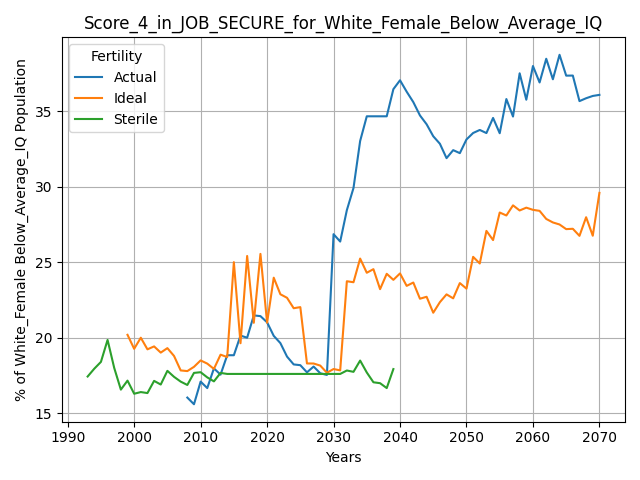 Score_4_in_JOB_SECURE_for_White_Female_Below_Average_IQ
% of White_Female Below_Average_IQ Population
Fertility
Actual
Ideal
Sterile
35
30
25
20
15
1990 2000 2010 2020 2030 2040 2050 2060 2070
Years